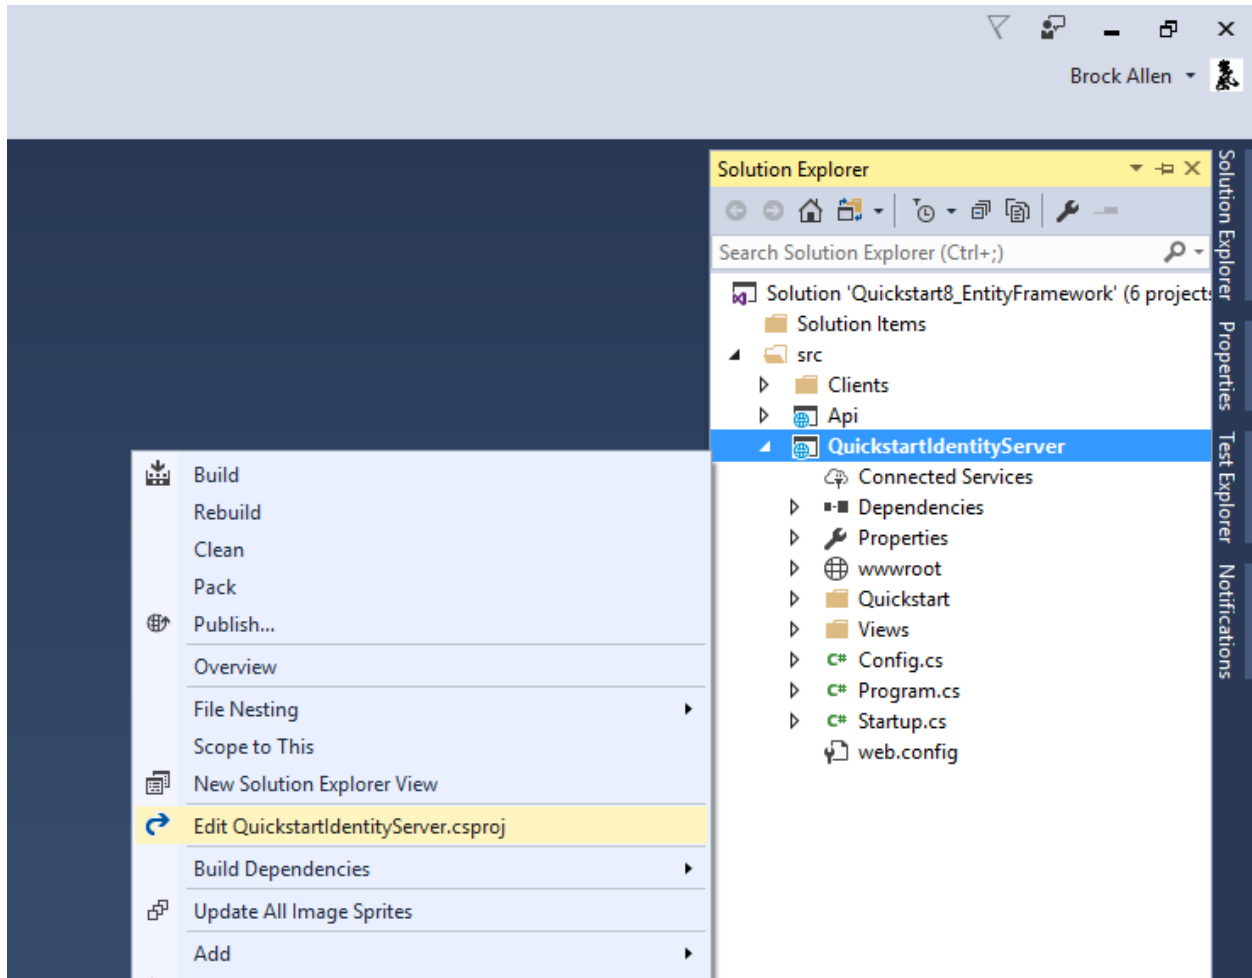 Brock Allen
Solution Explorer
Search Solution Explorer (Ctrl+;)
Solution 'Quickstart8_EntityFramework' (6 projects
Solution Items
src
Clients
Api
QuickstartIdentityServer
Connected Services
Dependencies
Properties
wwwroot
Quickstart
Views
C# Config.cs
C# Program.cs
C# Startup.cs
web.config
Build
Rebuild
Clean
Pack
Publish...
Overview
File Nesting
Scope to This
New Solution Explorer View
Edit QuickstartIdentityServer.csproj
Build Dependencies
Update All Image Sprites
Add
Solution Explorer
Properties
Test Explorer
Notifications